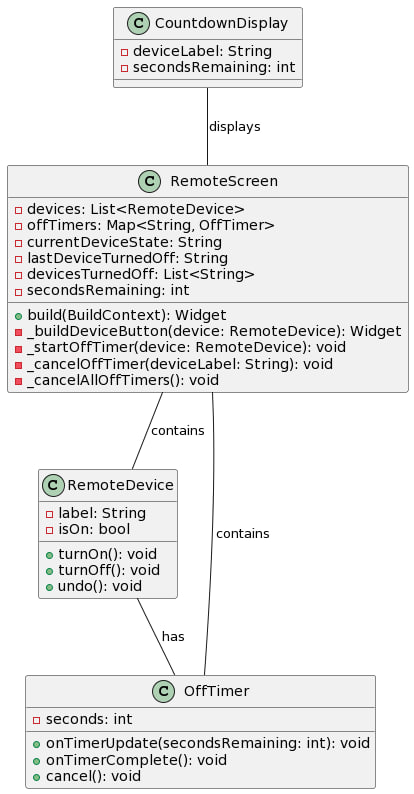 C CountdownDisplay
deviceLabel: String
secondsRemaining: int
displays
C RemoteScreen
devices: List<RemoteDevice>
offTimers: Map<String, OffTimer>
currentDeviceState: String
lastDeviceTurnedOff: String
devicesTurnedOff: List<String>
secondsRemaining: int
build(BuildContext): Widget
_buildDeviceButton(device: RemoteDevice): Widget
_startOffTimer(device: RemoteDevice): void
_cancelOffTimer(deviceLabel: String): void
_cancelAllOffTimers(): void
contains
C RemoteDevice
label: String
isOn: bool
turnOn(): void
turnOff(): void
undo(): void
contains
has
C OffTimer
seconds: int
onTimerUpdate(secondsRemaining: int): void
onTimerComplete(): void
cancel(): void